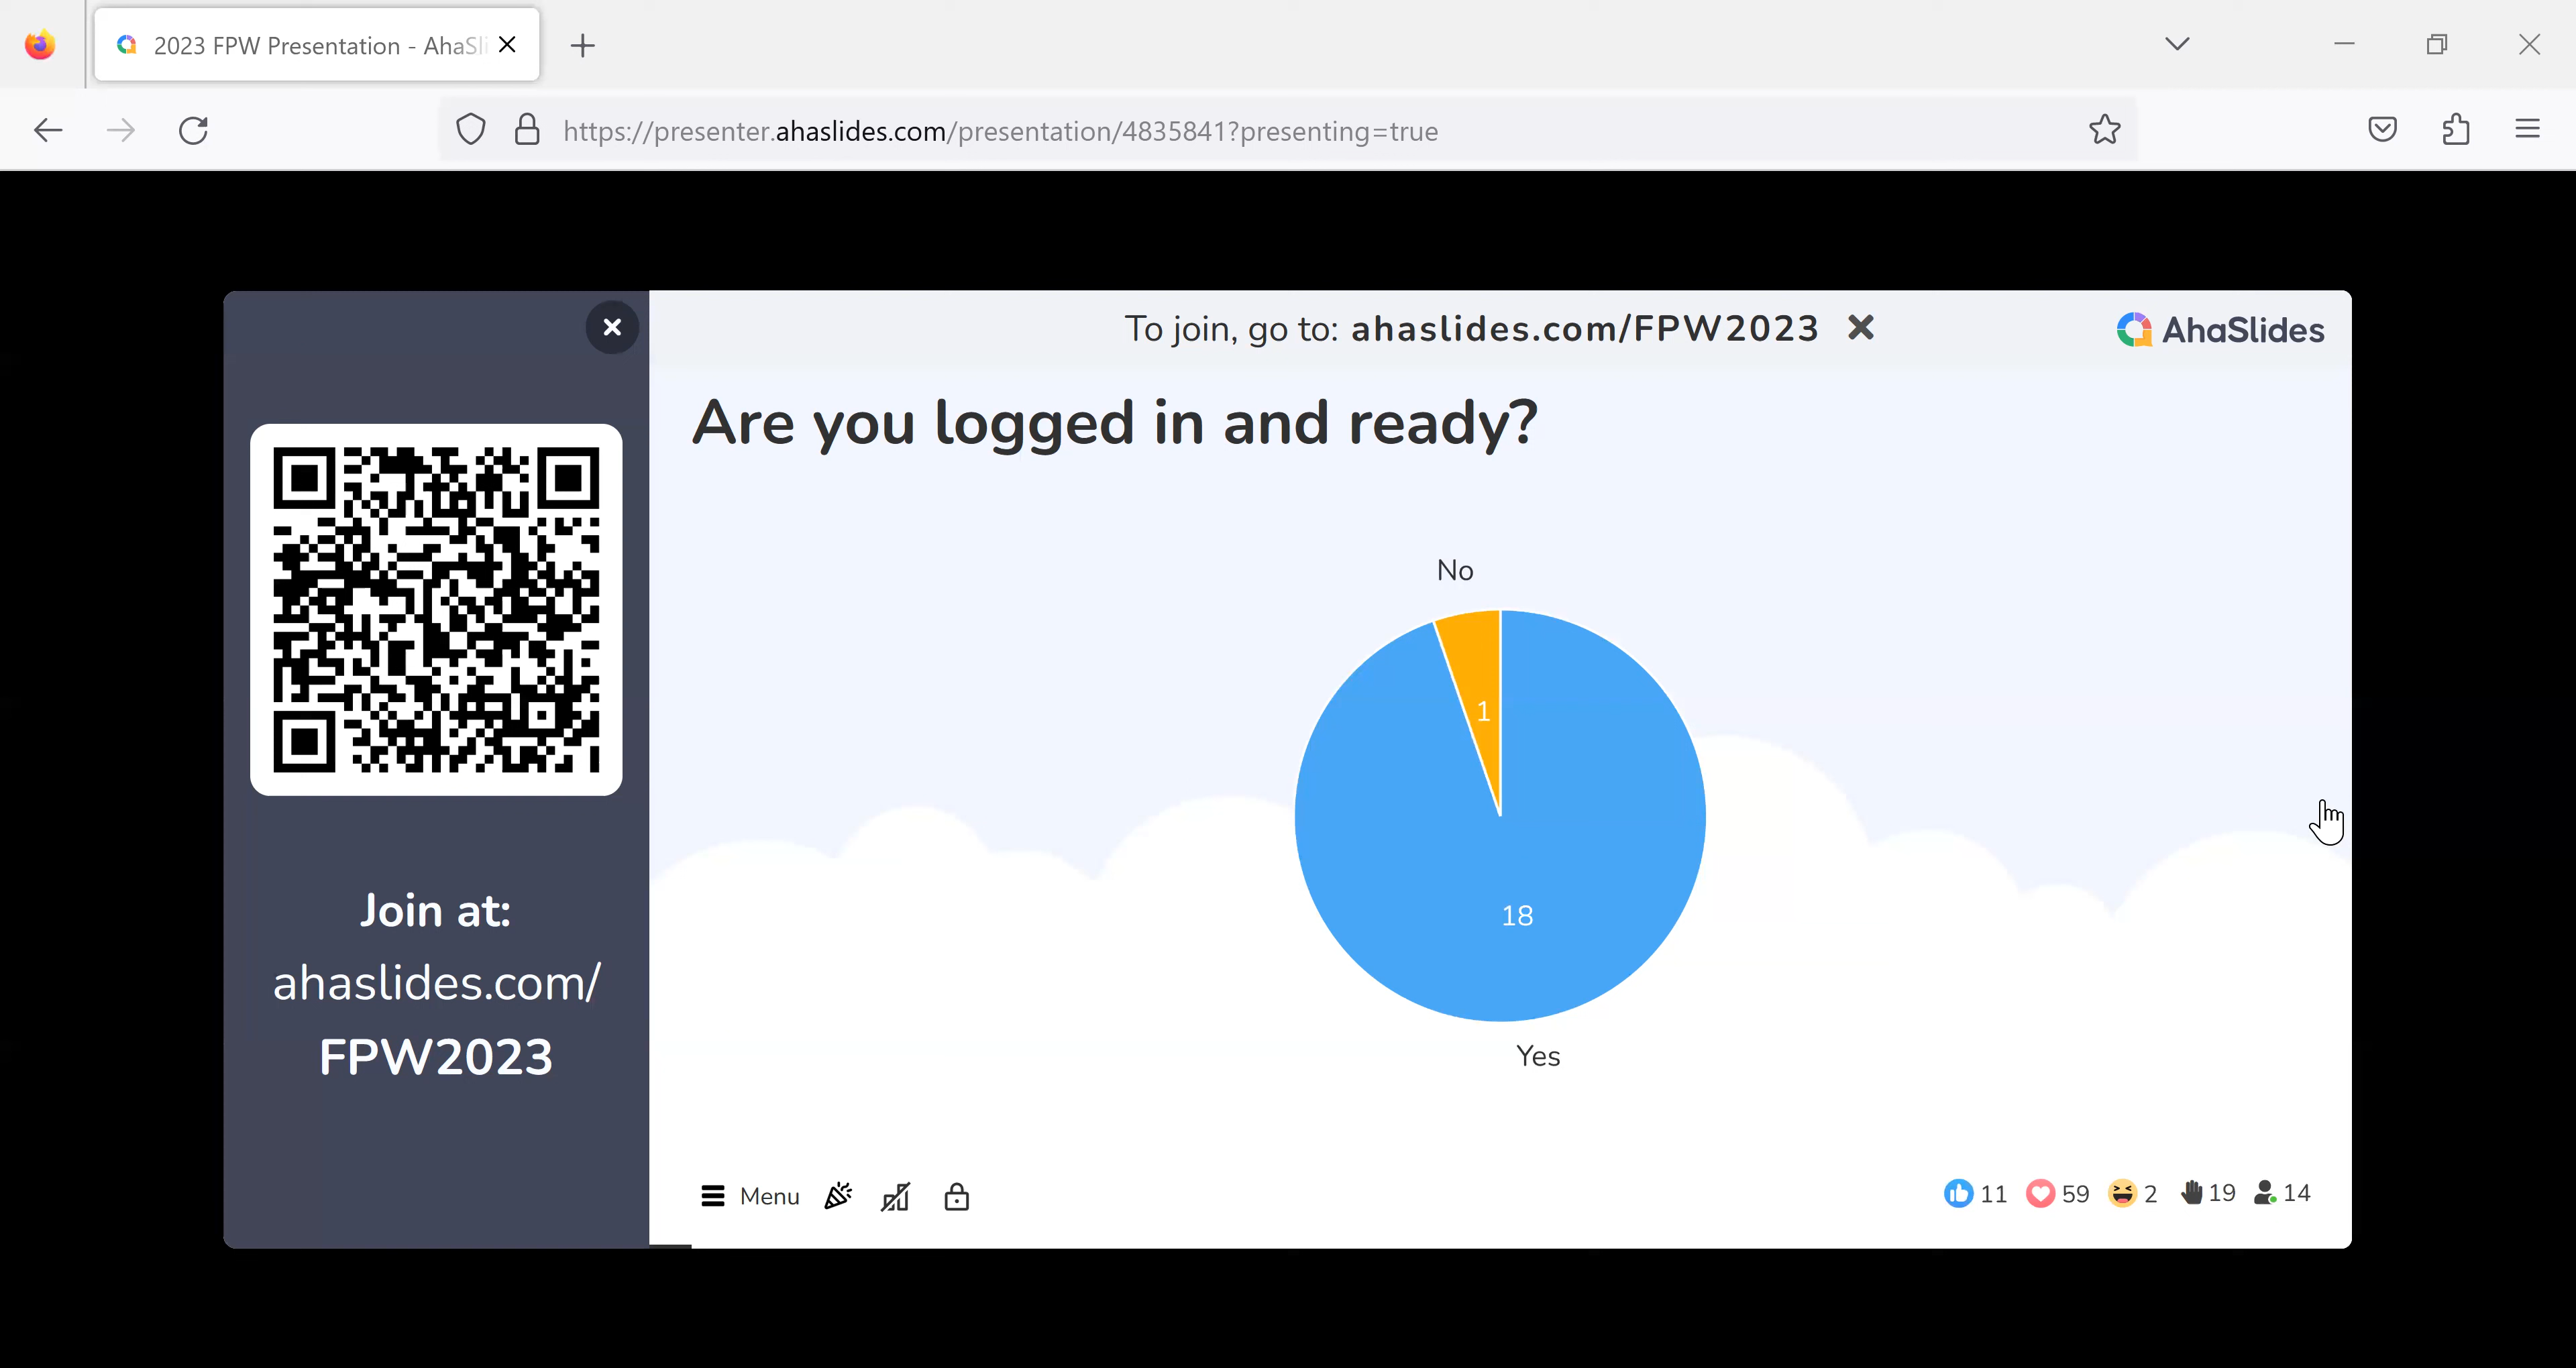 2023 FPW Presentation - AhaSli
https://presenter.ahaslides.com/presentation/4835841?presenting=true
To join, go to: ahaslides.com/FPW2023
AhaSlides
Are you logged in and ready?
No
1
18
Yes
Join at:
ahaslides.com/
FPW2023
Menu
11 59 2 19 14